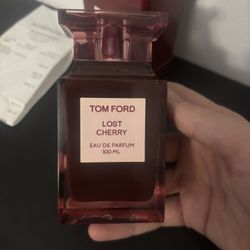 TOM FORD
LOST
CHERRY
EAU DE PARFUM
100 ML